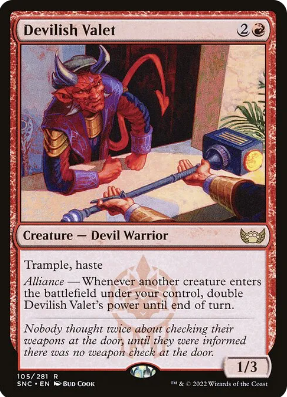 Devilish Valet 2
Creature — Devil Warrior
Trample, haste
Alliance — Whenever another creature enters
the battlefield under your control, double
Devilish Valet's power until end of turn.
Nobody thought twice about checking their
weapons at the door until they were informed
there was no weapon check at the door.
1/3
105/281 R
SNC • EN Bud Cook ™ & © 2022 Wizards of the Coast